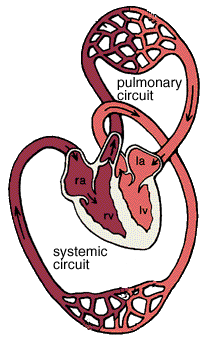 pulmonary
circuit
la
ra
rv
lv
systemic
circuit